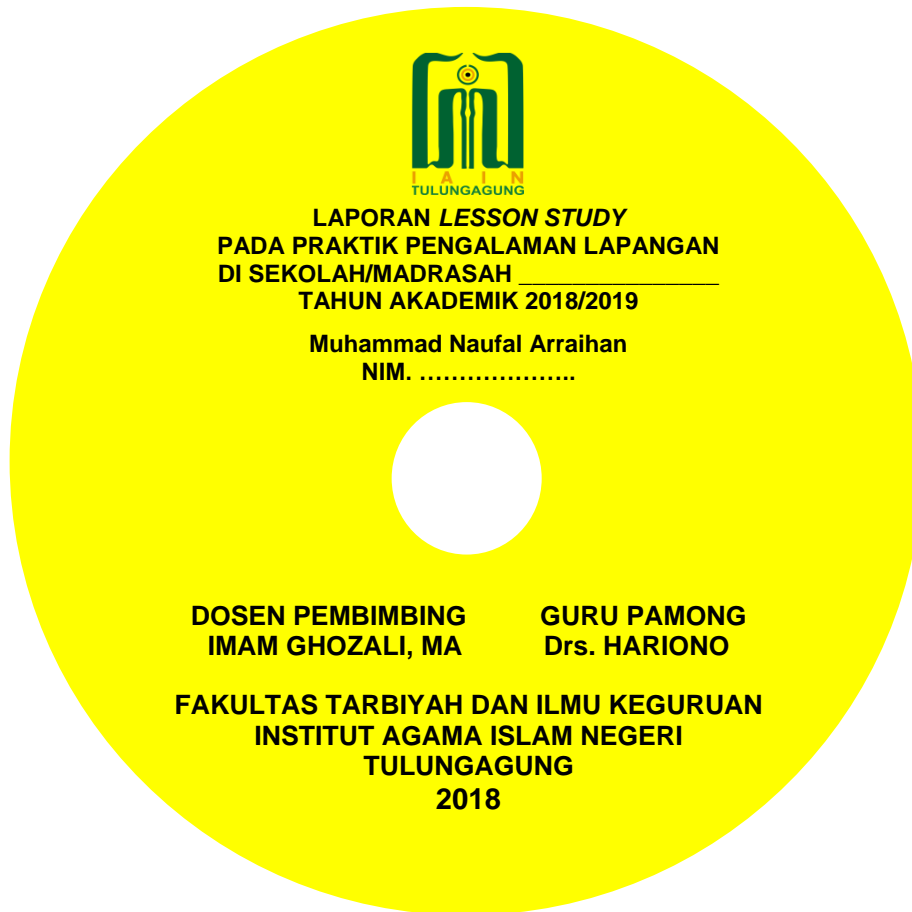 I A I N
TULUNGAGUNG
LAPORAN LESSON STUDY
PADA PRAKTIK PENGALAMAN LAPANGAN
DI SEKOLAH/MADRASAH _______________
TAHUN AKADEMIK 2018/2019
Muhammad Naufal Arraihan
NIM. ………………..
DOSEN PEMBIMBING GURU PAMONG
IMAM GHOZALI, MA Drs. HARIONO
FAKULTAS TARBIYAH DAN ILMU KEGURUAN
INSTITUT AGAMA ISLAM NEGERI
TULUNGAGUNG
2018